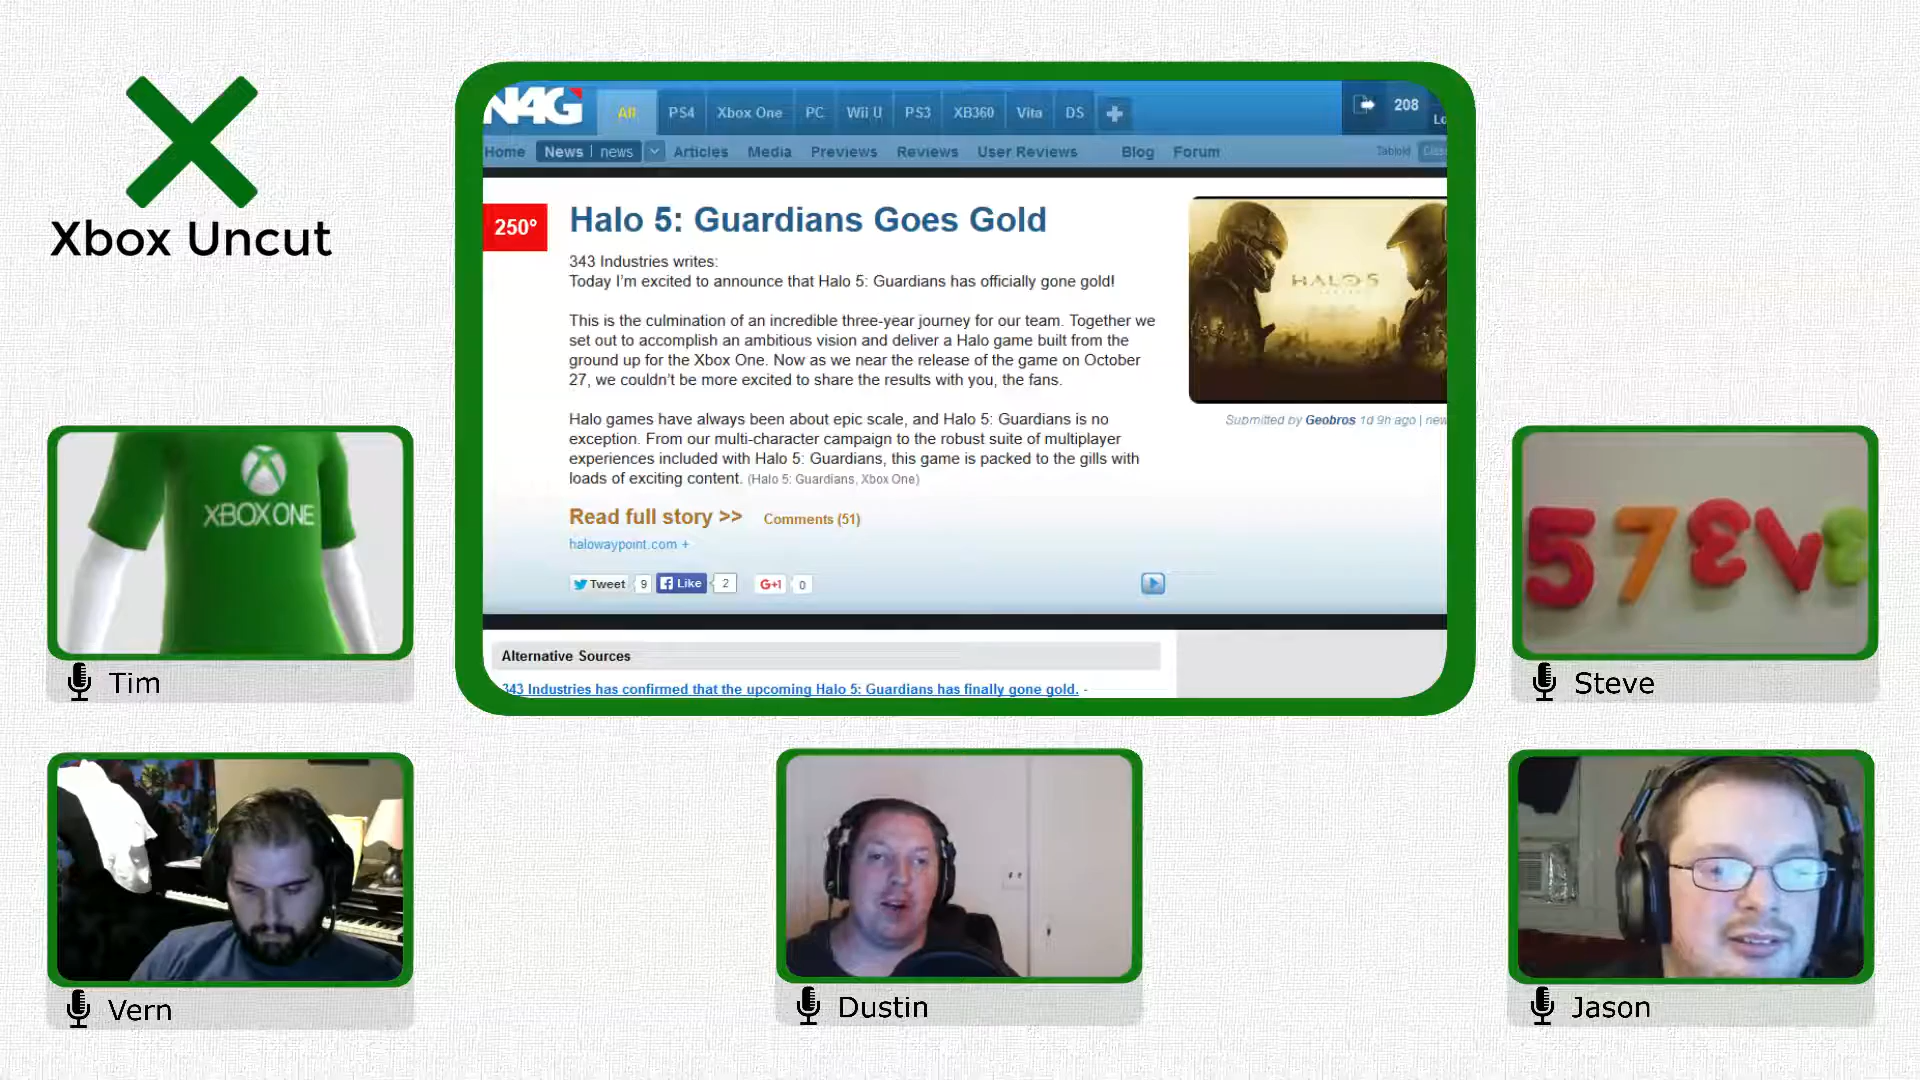 Xbox Uncut
N4G
All PS4 Xbox One PC Wii U PS3 XB360 Vita DS
208
Home News | news Articles Media Previews Reviews User Reviews Blog Forum
Tabloid
250°
Halo 5: Guardians Goes Gold
343 Industries writes:
Today I’m excited to announce that Halo 5: Guardians has officially gone gold!
This is the culmination of an incredible three-year journey for our team. Together we
set out to accomplish an ambitious vision and deliver a Halo game built from the
ground up for the Xbox One. Now as we near the release of the game on October
27, we couldn’t be more excited to share the results with you, the fans.
Halo games have always been about epic scale, and Halo 5: Guardians is no
exception. From our multi-character campaign to the robust suite of multiplayer
experiences included with Halo 5: Guardians, this game is packed to the gills with
loads of exciting content. (Halo 5: Guardians, Xbox One)
Read full story >> Comments (51)
halowaypoint.com +
Tweet 9 Like 2 G+1 0
HALO 5
Submitted by Geobros 1d 9h ago | new
Alternative Sources
343 Industries has confirmed that the upcoming Halo 5: Guardians has finally gone gold. -
XBOX ONE
Tim
Steve
Vern
Dustin
Jason